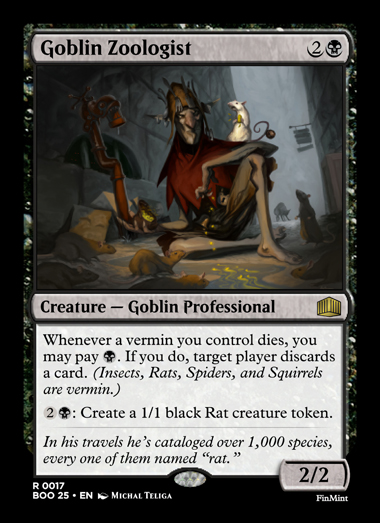 Goblin Zoologist 2
Creature — Goblin Professional
Whenever a vermin you control dies, you
may pay . If you do, target player discards
a card. (Insects, Rats, Spiders, and Squirrels
are vermin.)
2 : Create a 1/1 black Rat creature token.
In his travels he's cataloged over 1,000 species,
every one of them named “rat.”
2/2
R 0017
BOO 25 • EN MICHAL TELIGA
FinMint